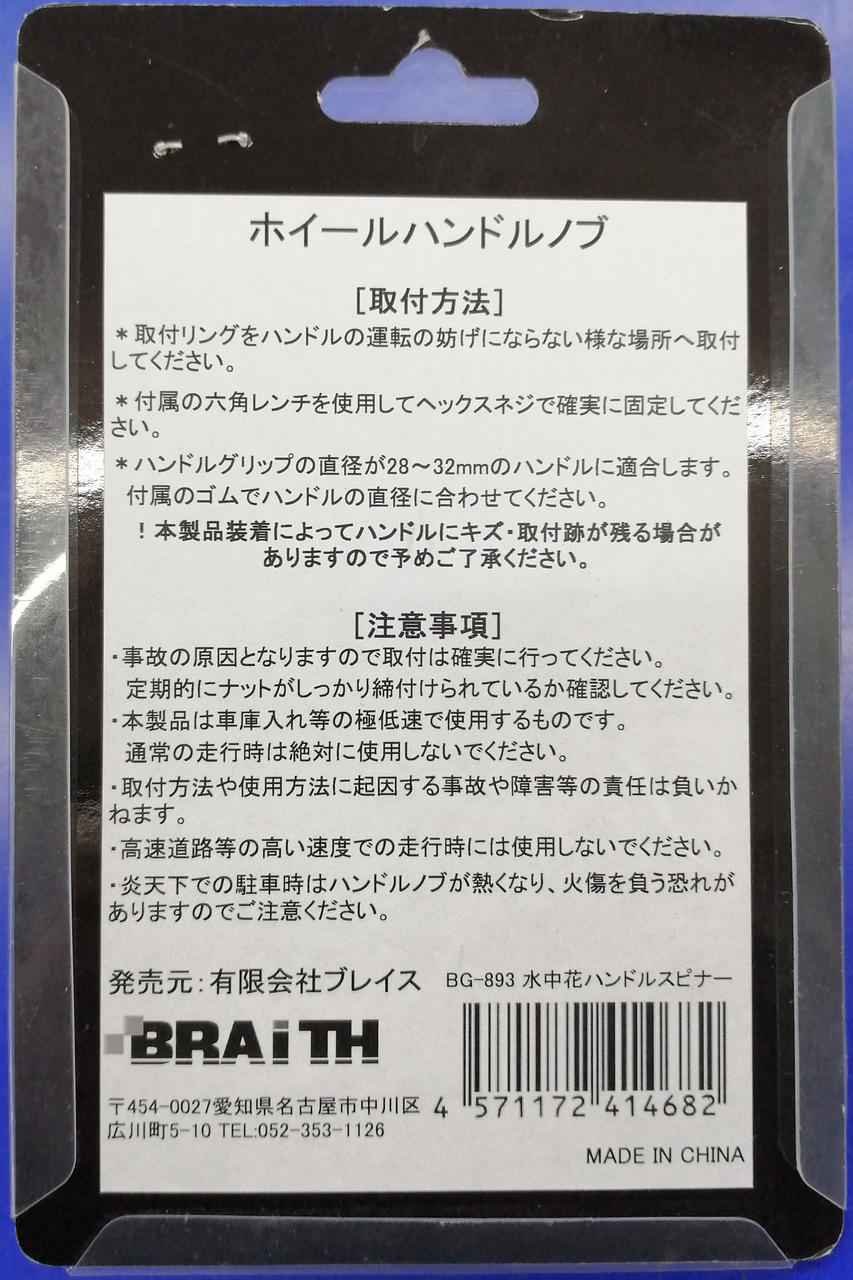 ホイールハンドルノブ
[取付方法]
＊取付リングをハンドルの運転の妨げにならない様な場所へ取付
してください。
＊付属の六角レンチを使用してヘックスネジで確実に固定してくだ
さい。
＊ハンドルグリップの直径が28～32mmのハンドルに適合します。
付属のゴムでハンドルの直径に合わせてください。
！本製品装着によってハンドルにキズ・取付跡が残る場合が
ありますので予めご了承ください。
[注意事項]
・事故の原因となりますので取付は確実に行ってください。
定期的にナットがしっかり締付けられているか確認してください。
・本製品は車庫入れ等の極低速で使用するものです。
通常の走行時は絶対に使用しないでください。
・取付方法や使用方法に起因する事故や障害等の責任は負いか
ねます。
・高速道路等の高い速度での走行時には使用しないでください。
・炎天下での駐車時はハンドルノブが熱くなり、火傷を負う恐れが
ありますのでご注意ください。
発売元：有限会社ブレイス
BG-893 水中花ハンドルスピナー
BRAiTH
〒454-0027愛知県名古屋市中川区
広川町5-10 TEL:052-353-1126
4 571172 414682
MADE IN CHINA